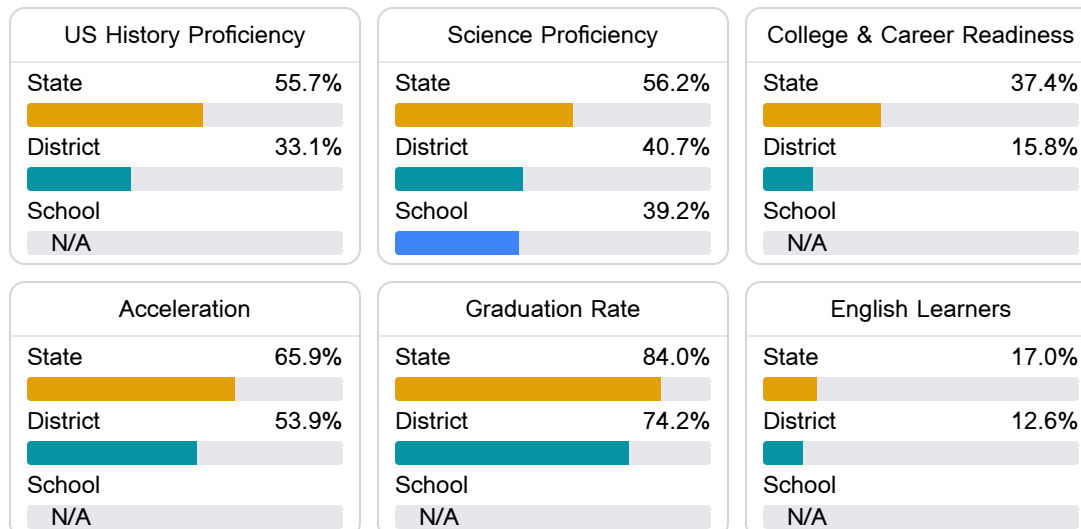 US History Proficiency
State 55.7%
District 33.1%
School
N/A
Science Proficiency
State 56.2%
District 40.7%
School 39.2%
College & Career Readiness
State 37.4%
District 15.8%
School
N/A
Acceleration
State 65.9%
District 53.9%
School
N/A
Graduation Rate
State 84.0%
District 74.2%
School
N/A
English Learners
State 17.0%
District 12.6%
School
N/A